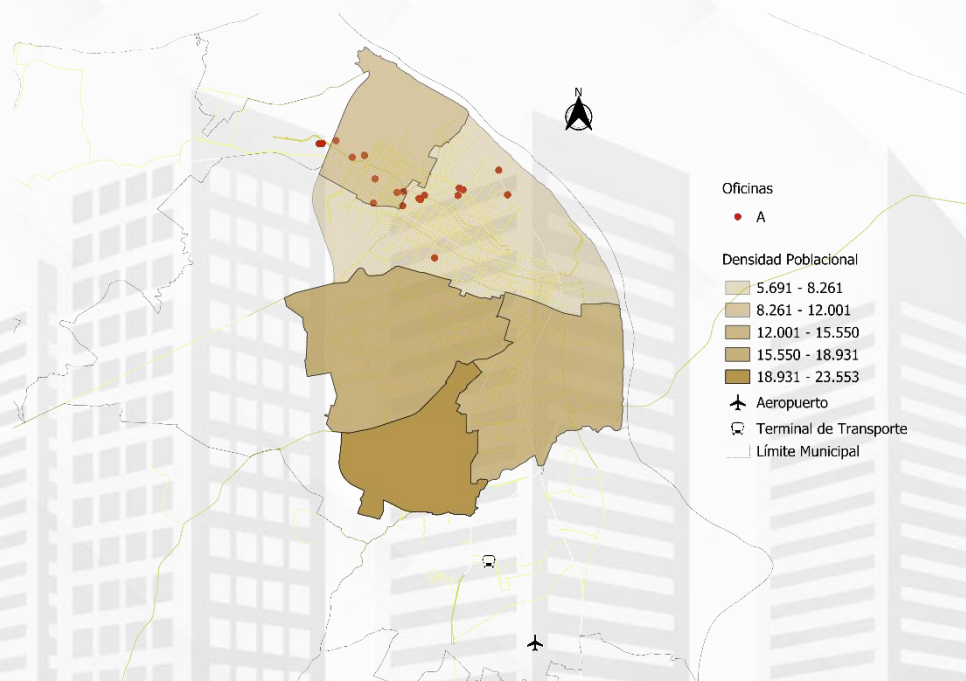 N
Oficinas
A
Densidad Poblacional
5.691 - 8.261
8.261 - 12.001
12.001 - 15.550
15.550 - 18.931
18.931 - 23.553
Aeropuerto
Terminal de Transporte
Límite Municipal